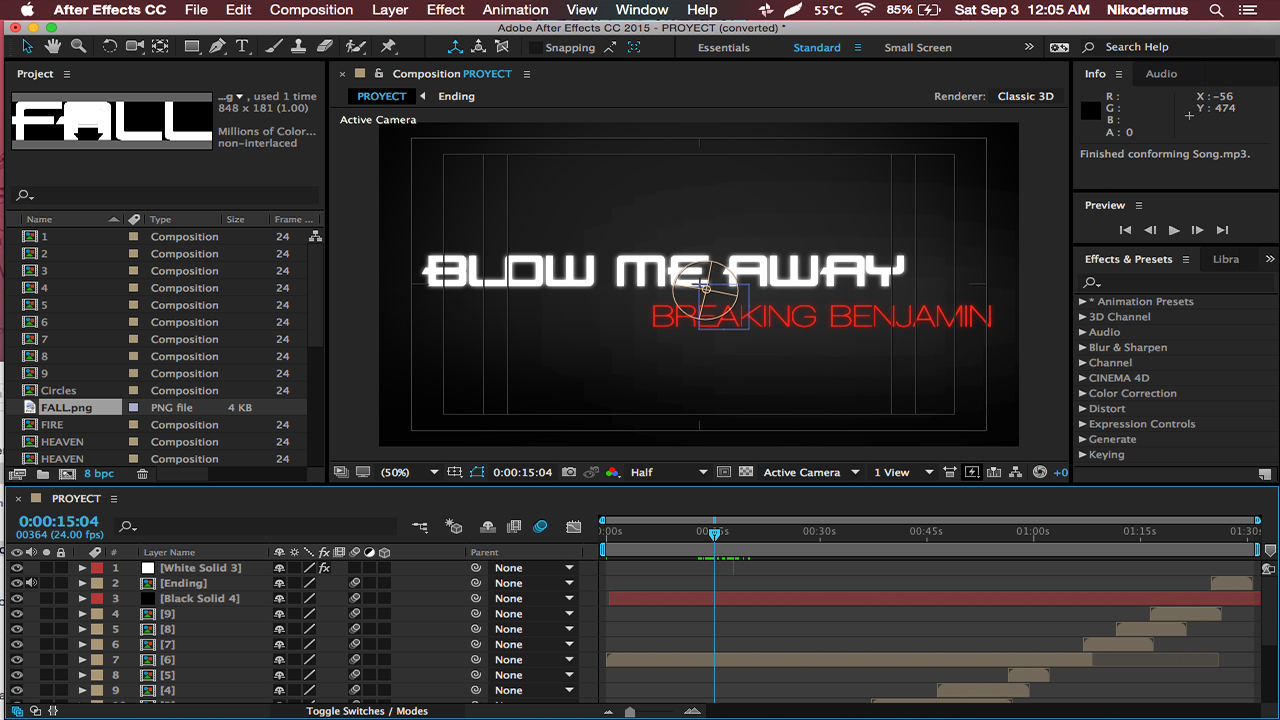 After Effects CC File Edit Composition Layer Effect Animation View Window Help 55°C 85% Sat Sep 3 12:05 AM Nikodermus
Adobe After Effects CC 2015 - PROYECT (converted) *
Snapping Essentials Standard Small Screen Search Help
Project
...g, used 1 time
848 x 181 (1.00)
Millions of Color...
non-interlaced
FALL
Name Type Size Frame ...
1 Composition 24
2 Composition 24
3 Composition 24
4 Composition 24
5 Composition 24
6 Composition 24
7 Composition 24
8 Composition 24
9 Composition 24
Circles Composition 24
FALL.png PNG file 4 KB
FIRE Composition 24
HEAVEN Composition 24
HEAVEN Composition 24
8 bpc
Composition PROYECT
PROYECT Ending
Renderer: Classic 3D
Active Camera
BLOW ME AWAY
BREAKING BENJAMIN
(50%) 0:00:15:04 Half Active Camera 1 View +0
Info Audio
R : X : -56
G : Y : 474
B :
A : 0
Finished conforming Song.mp3.
Preview
Effects & Presets Libra
* Animation Presets
3D Channel
Audio
Blur & Sharpen
Channel
CINEMA 4D
Color Correction
Distort
Expression Controls
Generate
Keying
PROYECT
0:00:15:04
00364 (24.00 fps)
:00s 00:30s 00:45s 01:00s 01:15s 01:30s
# Layer Name fx Parent
1 [White Solid 3] fx None
2 [Ending] None
3 [Black Solid 4] None
4 [9] None
5 [8] None
6 [7] None
7 [6] None
8 [5] None
9 [4] None
Toggle Switches / Modes